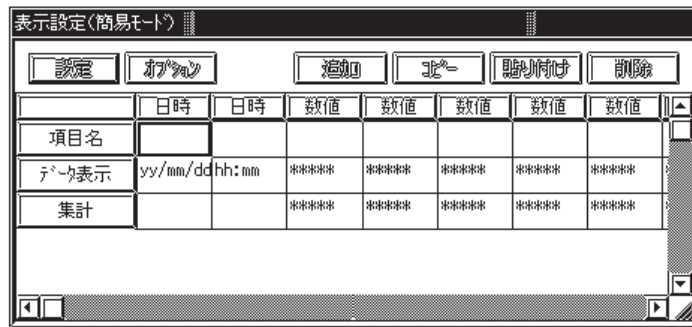 表示設定(簡易ﾓｰﾄﾞ)
設定 ｵﾌﾟｼｮﾝ 追加 ｺﾋﾟｰ 貼り付け 削除
日時 日時 数値 数値 数値 数値 数値
項目名
ﾃﾞｰﾀ表示 yy/mm/dd hh:mm ***** ***** ***** ***** *****
集計 ***** ***** ***** ***** *****